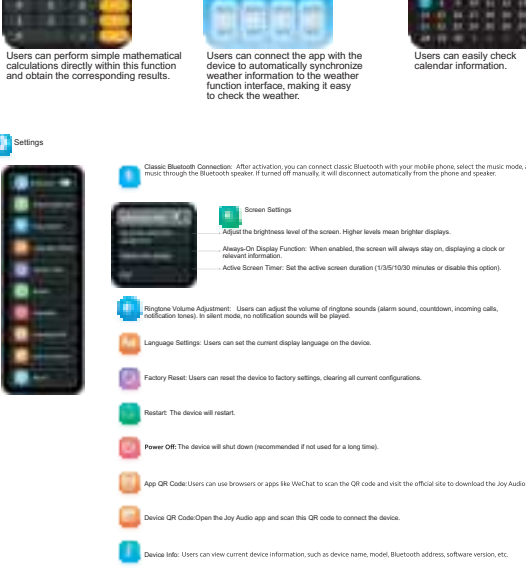 Users can perform simple mathematical
calculations directly within this function
and obtain the corresponding results.
Users can connect the app with the
device to automatically synchronize
weather information to the weather
function interface, making it easy
to check the weather.
Users can easily check
calendar information.
Settings
Classic Bluetooth Connection: After activation, you can connect classic Bluetooth with your mobile phone, select the music mode,
music through the Bluetooth speaker. If turned off manually, it will disconnect automatically from the phone and speaker.
Screen Settings
Adjust the brightness level of the screen. Higher levels mean brighter displays.
Always-On Display Function: When enabled, the screen will always stay on, displaying a clock or
relevant information.
Active Screen Timer: Set the active screen duration (1/3/5/10/30 minutes or disable this option).
Ringtone Volume Adjustment: Users can adjust the volume of ringtone sounds (alarm sound, countdown, incoming calls,
notification tones). In silent mode, no notification sounds will be played.
Language Settings: Users can set the current display language on the device.
Factory Reset: Users can reset the device to factory settings, clearing all current configurations.
Restart: The device will restart.
Power Off: The device will shut down (recommended if not used for a long time).
App QR Code: Users can use browsers or apps like WeChat to scan the QR code and visit the official site to download the Joy Audio
Device QR Code:Open the Joy Audio app and scan this QR code to connect the device.
Device Info: Users can view current device information, such as device name, model, Bluetooth address, software version, etc.